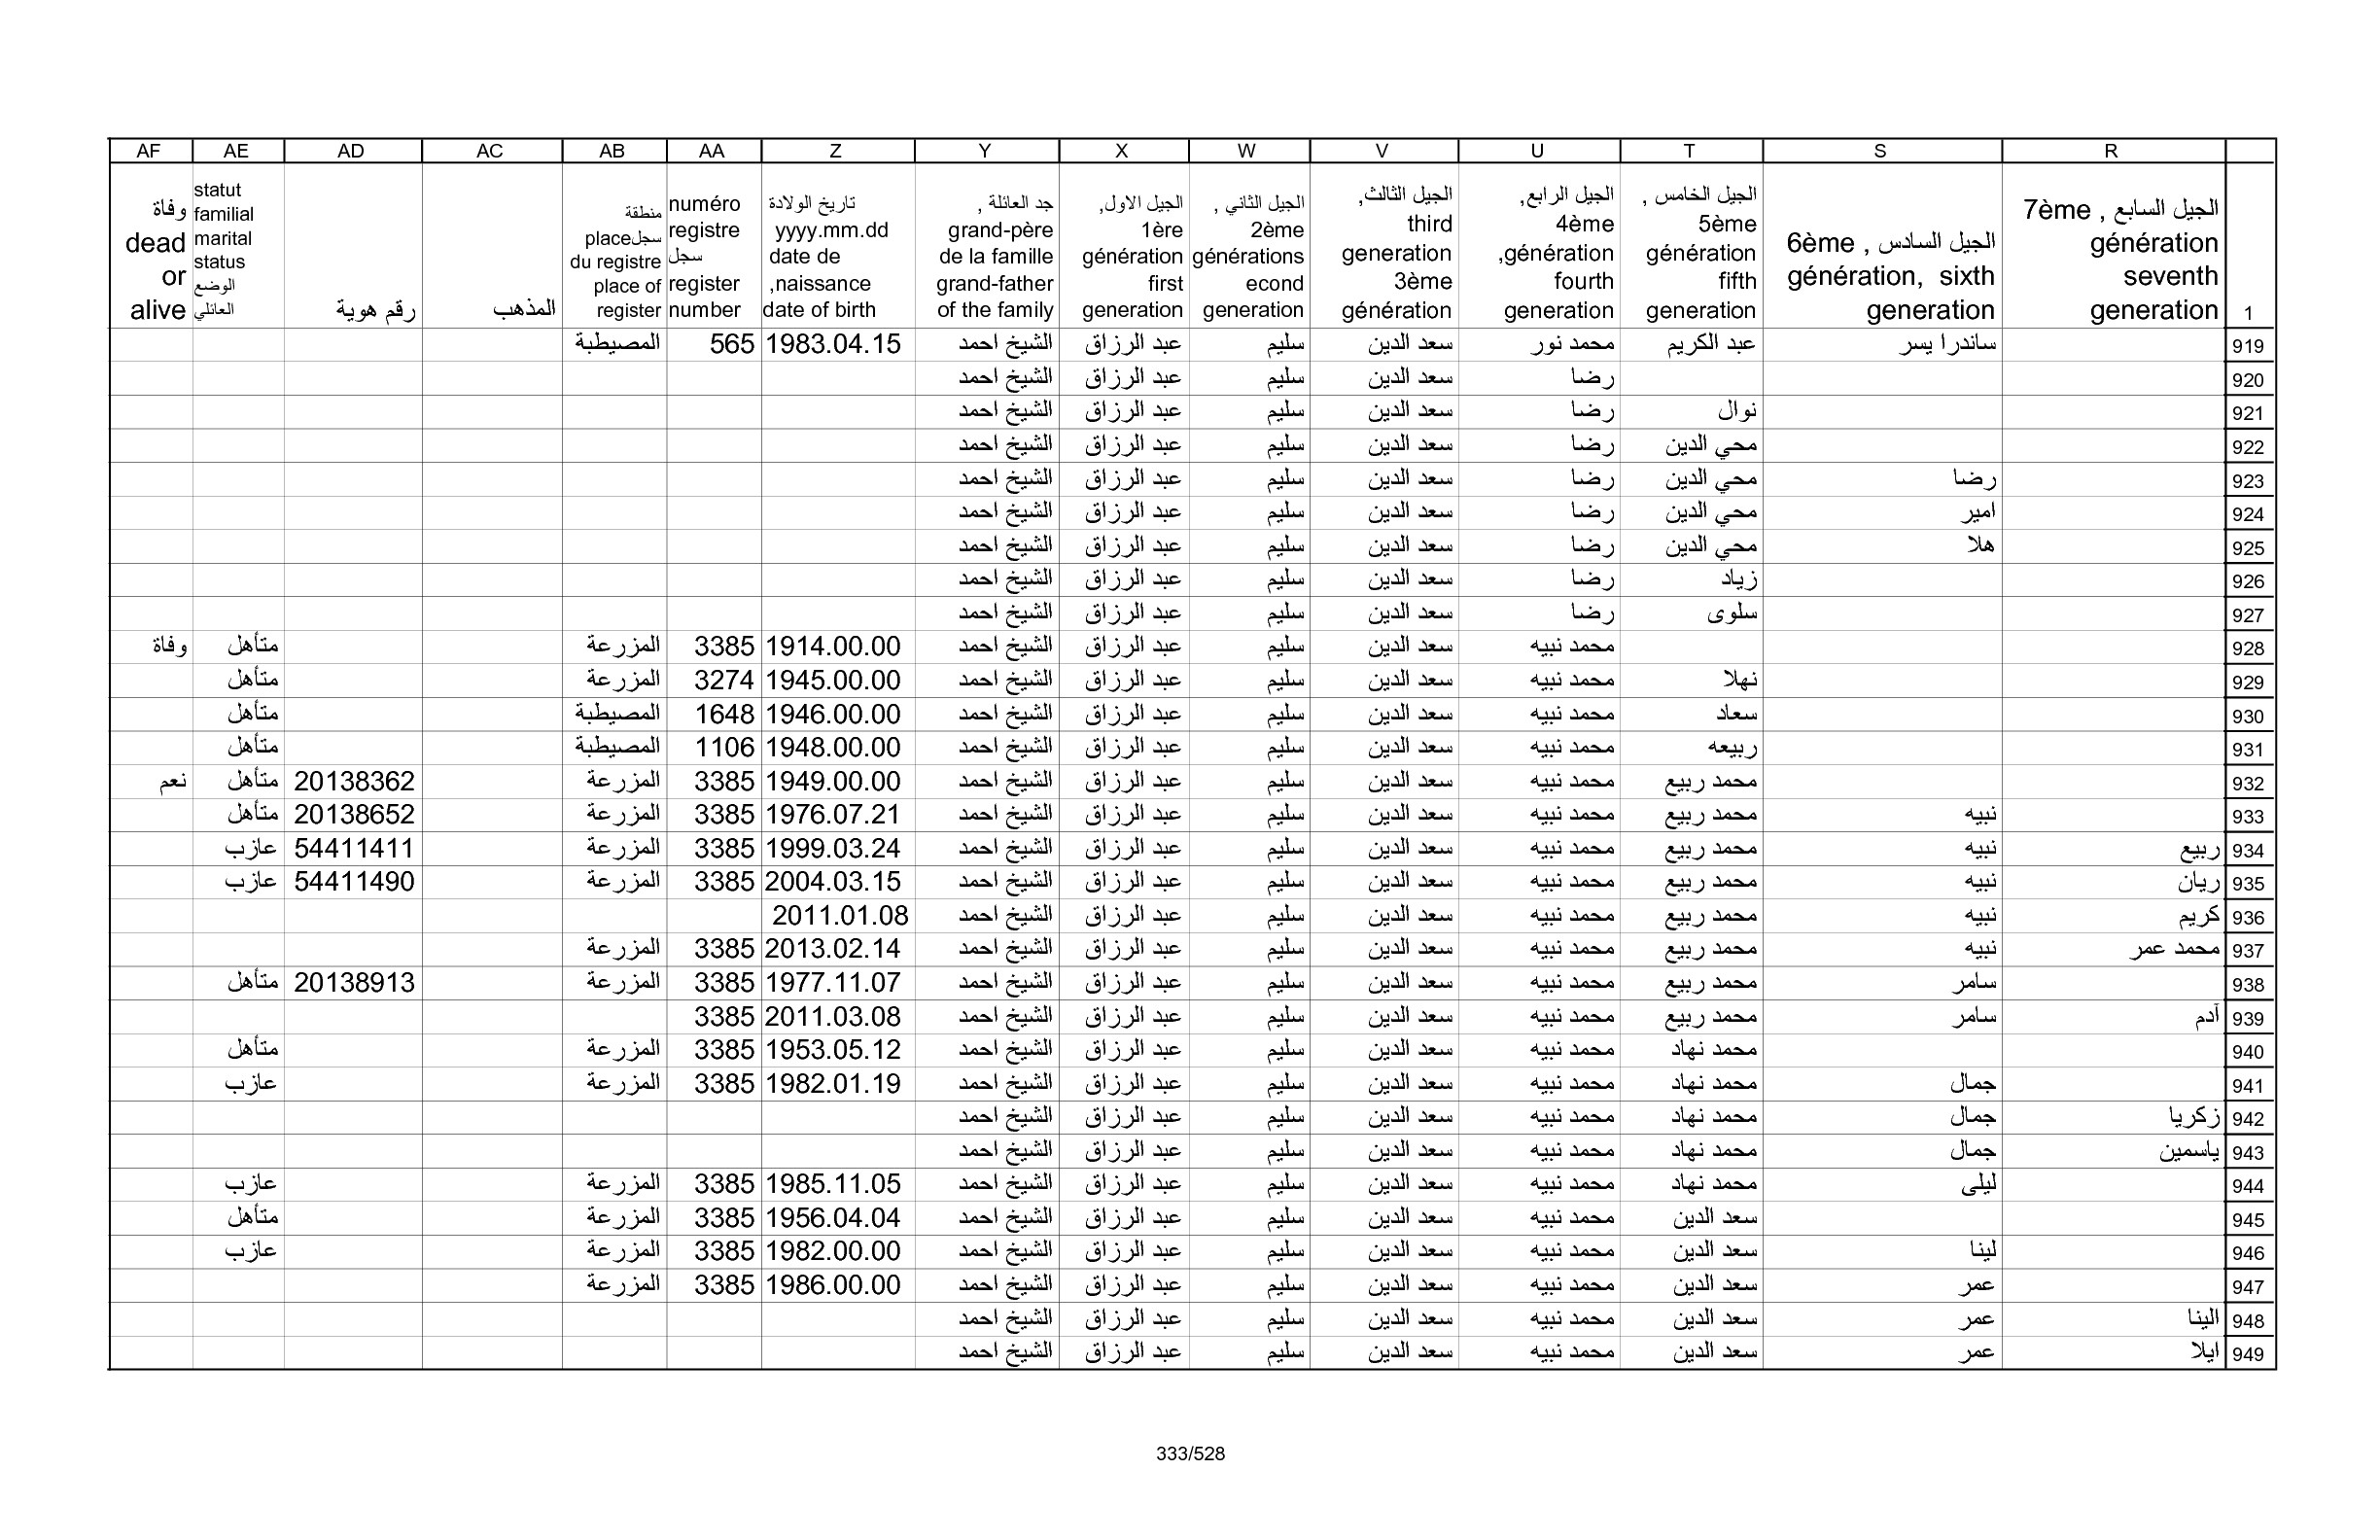 AF AE AD AC AB AA Z Y X W V U T S R
وفاة dead or alive
statut familial marital status الوضع العائلي
رقم هوية
المذهب
منطقة سجل place du registre place of register
numéro registre سجل register number
تاريخ الولادة yyyy.mm.dd date de naissance, date of birth
جد العائلة , grand-père de la famille grand-father of the family
الجيل الاول, 1ère génération first generation
الجيل الثاني , 2ème générations econd generation
الجيل الثالث, third generation 3ème génération
الجيل الرابع, 4ème génération, fourth generation
الجيل الخامس , 5ème génération fifth generation
الجيل السادس , 6ème génération, sixth generation
الجيل السابع , 7ème génération seventh generation
1
919 ساندرا يسر عبد الكريم محمد نور سعد الدين سليم عبد الرزاق الشيخ احمد 1983.04.15 565 المصيطبة
920 رضا سعد الدين سليم عبد الرزاق الشيخ احمد
921 نوال رضا سعد الدين سليم عبد الرزاق الشيخ احمد
922 محي الدين رضا سعد الدين سليم عبد الرزاق الشيخ احمد
923 رضا محي الدين رضا سعد الدين سليم عبد الرزاق الشيخ احمد
924 امير محي الدين رضا سعد الدين سليم عبد الرزاق الشيخ احمد
925 هلا محي الدين رضا سعد الدين سليم عبد الرزاق الشيخ احمد
926 زياد رضا سعد الدين سليم عبد الرزاق الشيخ احمد
927 سلوى رضا سعد الدين سليم عبد الرزاق الشيخ احمد
928 محمد نبيه سعد الدين سليم عبد الرزاق الشيخ احمد 1914.00.00 3385 المزرعة متأهل وفاة
929 نهلا محمد نبيه سعد الدين سليم عبد الرزاق الشيخ احمد 1945.00.00 3274 المزرعة متأهل
930 سعاد محمد نبيه سعد الدين سليم عبد الرزاق الشيخ احمد 1946.00.00 1648 المصيطبة متأهل
931 ربيعه محمد نبيه سعد الدين سليم عبد الرزاق الشيخ احمد 1948.00.00 1106 المصيطبة متأهل
932 محمد ربيع محمد نبيه سعد الدين سليم عبد الرزاق الشيخ احمد 1949.00.00 3385 المزرعة 20138362 متأهل نعم
933 نبيه محمد ربيع محمد نبيه سعد الدين سليم عبد الرزاق الشيخ احمد 1976.07.21 3385 المزرعة 20138652 متأهل
934 ربيع نبيه محمد ربيع محمد نبيه سعد الدين سليم عبد الرزاق الشيخ احمد 1999.03.24 3385 المزرعة 54411411 عازب
935 ريان نبيه محمد ربيع محمد نبيه سعد الدين سليم عبد الرزاق الشيخ احمد 2004.03.15 3385 المزرعة 54411490 عازب
936 كريم نبيه محمد ربيع محمد نبيه سعد الدين سليم عبد الرزاق الشيخ احمد 2011.01.08
937 محمد عمر نبيه محمد ربيع محمد نبيه سعد الدين سليم عبد الرزاق الشيخ احمد 2013.02.14 3385 المزرعة
938 سامر محمد ربيع محمد نبيه سعد الدين سليم عبد الرزاق الشيخ احمد 1977.11.07 3385 المزرعة 20138913 متأهل
939 آدم سامر محمد ربيع محمد نبيه سعد الدين سليم عبد الرزاق الشيخ احمد 2011.03.08 3385
940 محمد نهاد محمد نبيه سعد الدين سليم عبد الرزاق الشيخ احمد 1953.05.12 3385 المزرعة متأهل
941 جمال محمد نهاد محمد نبيه سعد الدين سليم عبد الرزاق الشيخ احمد 1982.01.19 3385 المزرعة عازب
942 زكريا جمال محمد نهاد محمد نبيه سعد الدين سليم عبد الرزاق الشيخ احمد
943 ياسمين جمال محمد نهاد محمد نبيه سعد الدين سليم عبد الرزاق الشيخ احمد
944 ليلى محمد نهاد محمد نبيه سعد الدين سليم عبد الرزاق الشيخ احمد 1985.11.05 3385 المزرعة عازب
945 سعد الدين محمد نبيه سعد الدين سليم عبد الرزاق الشيخ احمد 1956.04.04 3385 المزرعة متأهل
946 لينا سعد الدين محمد نبيه سعد الدين سليم عبد الرزاق الشيخ احمد 1982.00.00 3385 المزرعة عازب
947 عمر سعد الدين محمد نبيه سعد الدين سليم عبد الرزاق الشيخ احمد 1986.00.00 3385 المزرعة
948 الينا عمر سعد الدين محمد نبيه سعد الدين سليم عبد الرزاق الشيخ احمد
949 ايلا عمر سعد الدين محمد نبيه سعد الدين سليم عبد الرزاق الشيخ احمد
333/528